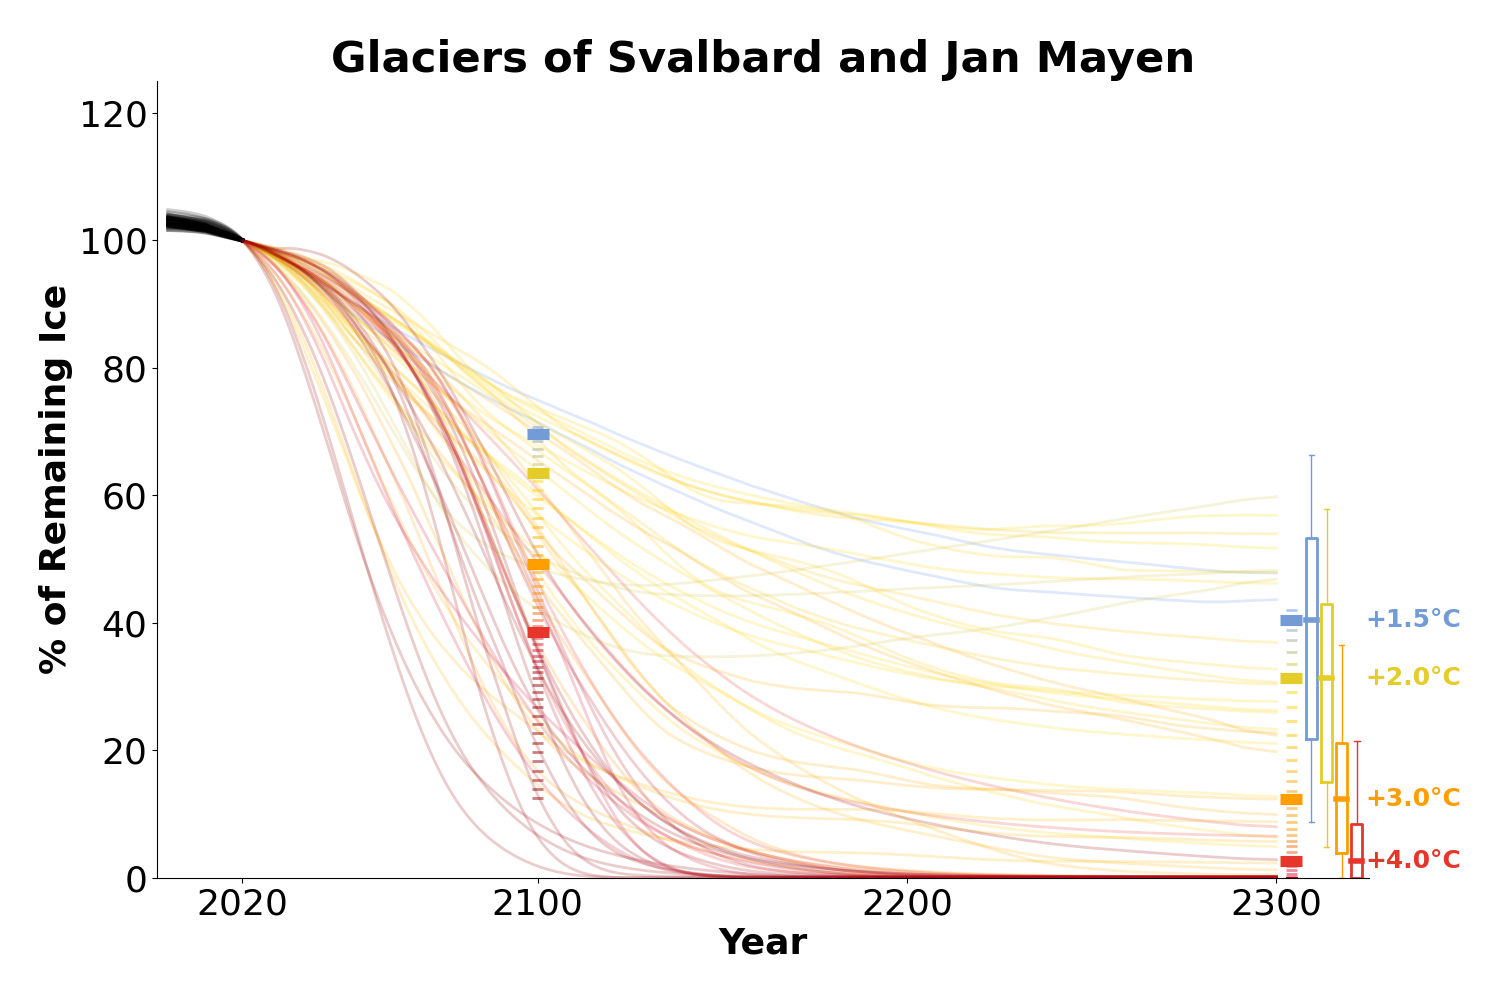 Glaciers of Svalbard and Jan Mayen
% of Remaining Ice
120
100
80
60
40
20
0
+1.5°C
+2.0°C
+3.0°C
+4.0°C
2020
2100
2200
2300
Year